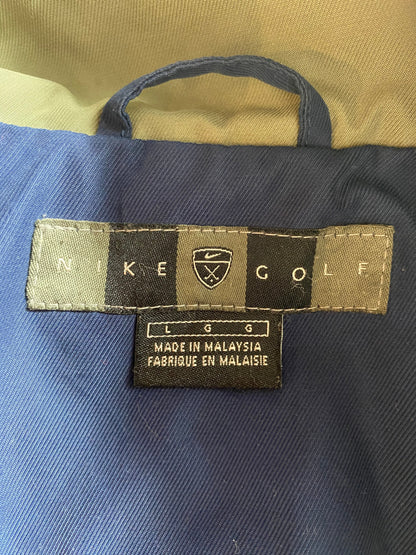 NIKE GOLF
L G G
MADE IN MALAYSIA
FABRIQUE EN MALAISIE